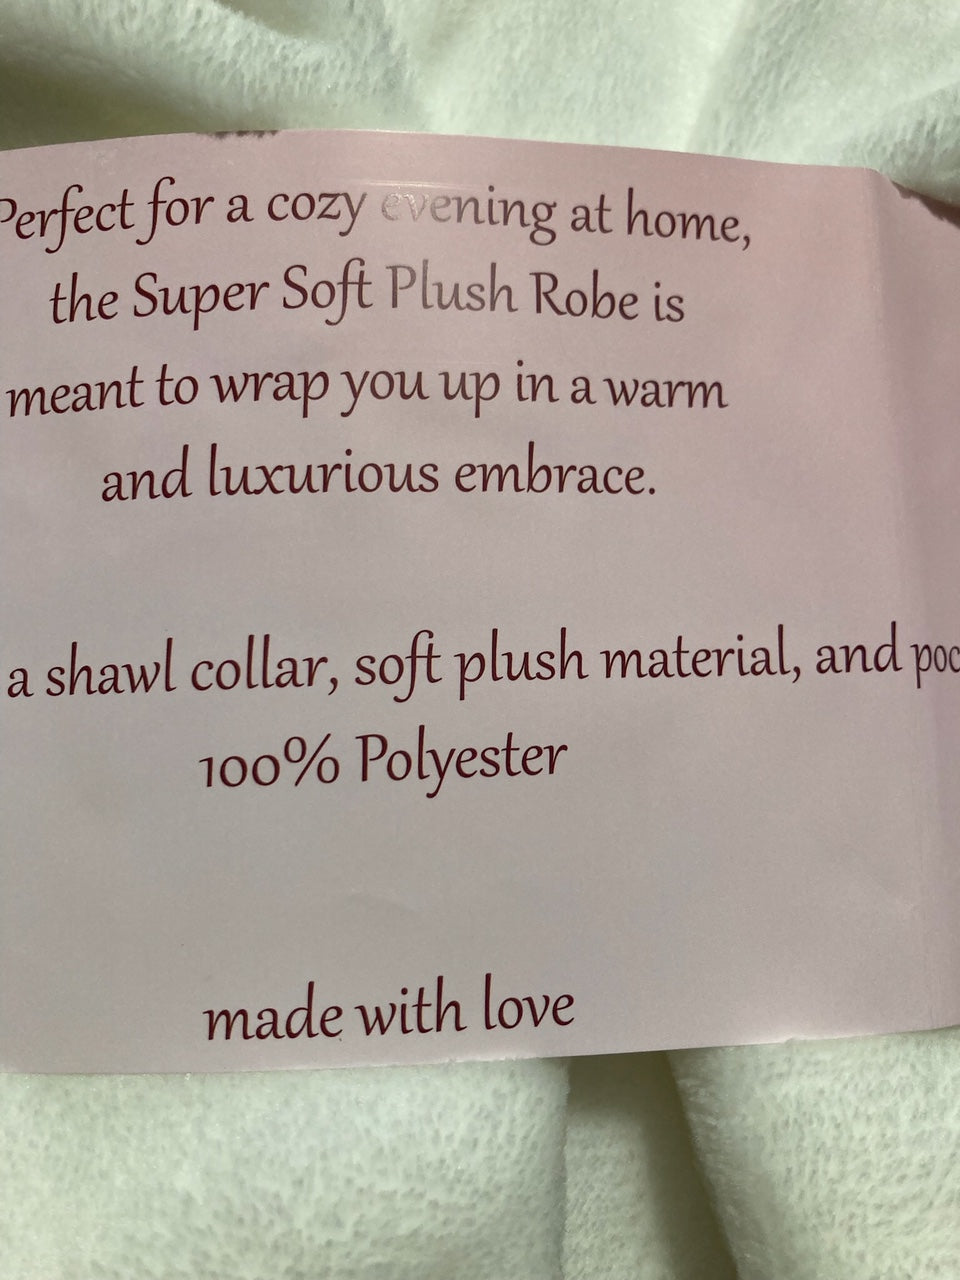 Perfect for a cozy evening at home,
the Super Soft Plush Robe is
meant to wrap you up in a warm
and luxurious embrace.
a shawl collar, soft plush material, and
100% Polyester
made with love